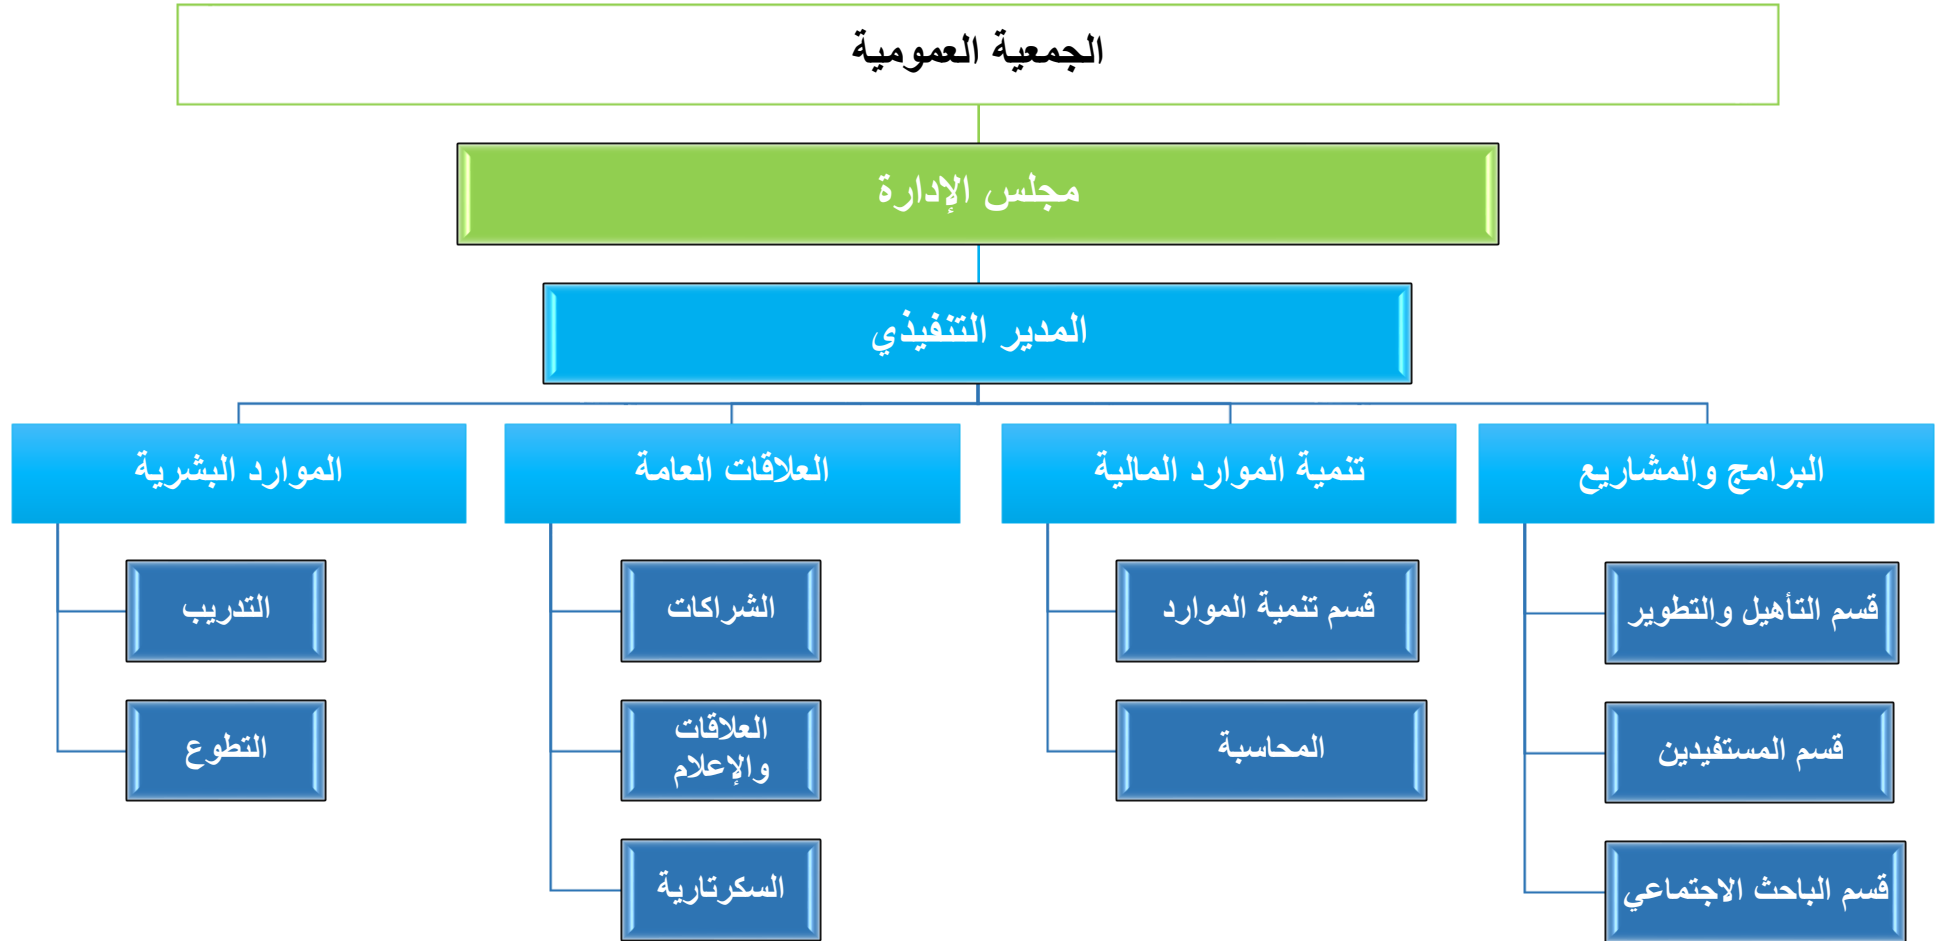 الجمعية العمومية
مجلس الإدارة
المدير التنفيذي
البرامج والمشاريع
تنمية الموارد المالية
العلاقات العامة
الموارد البشرية
قسم التأهيل والتطوير
قسم المستفيدين
قسم الباحث الاجتماعي
قسم تنمية الموارد
المحاسبة
الشراكات
العلاقات
والإعلام
السكرتارية
التدريب
التطوع